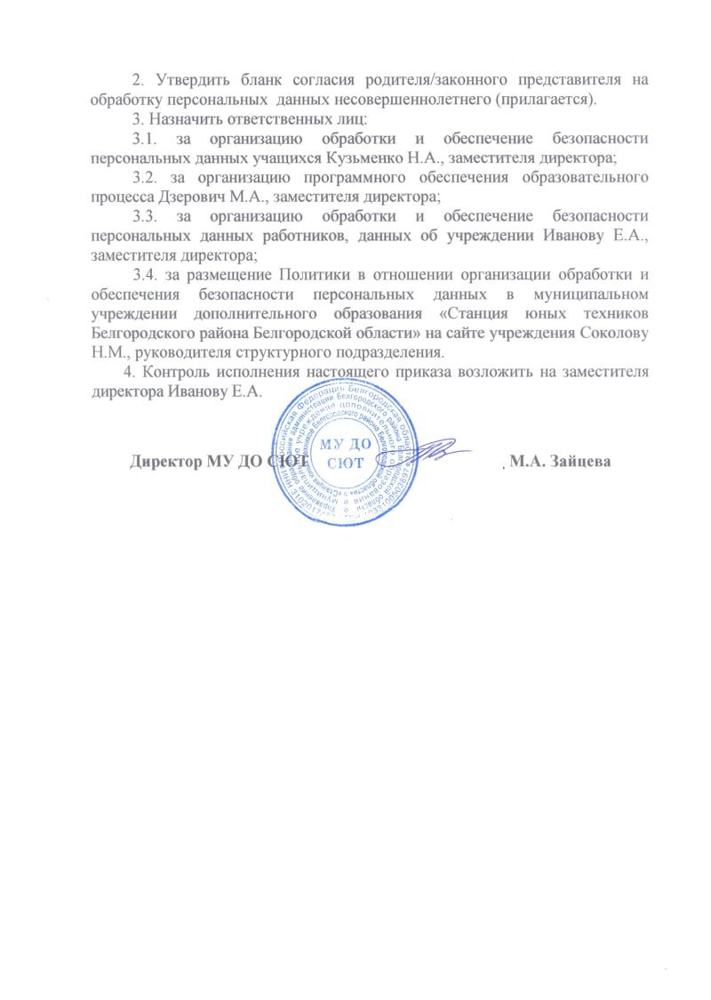 2. Утвердить бланк согласия родителя/законного представителя на
обработку персональных данных несовершеннолетнего (прилагается).
3. Назначить ответственных лиц:
3.1. за организацию обработки и обеспечение безопасности
персональных данных учащихся Кузьменко Н.А., заместителя директора;
3.2. за организацию программного обеспечения образовательного
процесса Дзерович М.А., заместителя директора;
3.3. за организацию обработки и обеспечение безопасности
персональных данных работников, данных об учреждении Иванову Е.А.,
заместителя директора;
3.4. за размещение Политики в отношении организации обработки и
обеспечения безопасности персональных данных в муниципальном
учреждении дополнительного образования «Станция юных техников
Белгородского района Белгородской области» на сайте учреждения Соколову
Н.М., руководителя структурного подразделения.
4. Контроль исполнения настоящего приказа возложить на заместителя
директора Иванову Е.А.
Директор МУ ДО СЮТ М.А. Зайцева
Российская Федерация Белгородская область
МУ ДО
СЮТ